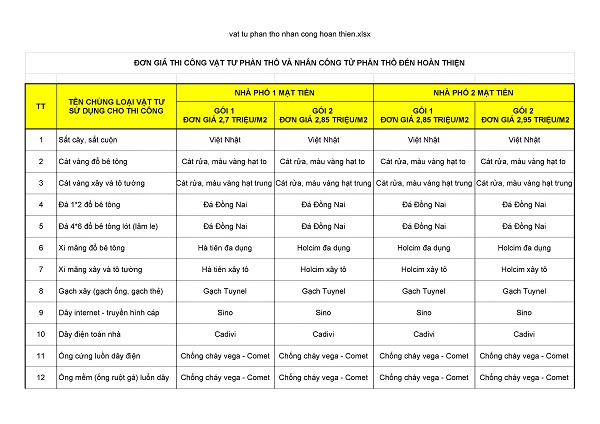 vat tu phan tho nhan cong hoan thien.xlsx
ĐƠN GIÁ THI CÔNG VẬT TƯ PHẦN THÔ VÀ NHÂN CÔNG TỪ PHẦN THÔ ĐẾN HOÀN THIỆN
TT
TÊN CHỦNG LOẠI VẬT TƯ
SỬ DỤNG CHO THI CÔNG
NHÀ PHỐ 1 MẶT TIỀN
NHÀ PHỐ 2 MẶT TIỀN
GÓI 1
ĐƠN GIÁ 2,7 TRIỆU/M2
GÓI 2
ĐƠN GIÁ 2,85 TRIỆU/M2
GÓI 1
ĐƠN GIÁ 2,85 TRIỆU/M2
GÓI 2
ĐƠN GIÁ 2,95 TRIỆU/M2
1 Sắt cây, sắt cuộn Việt Nhật Việt Nhật Việt Nhật Việt Nhật
2 Cát vàng đổ bê tông Cát rửa, màu vàng hạt to Cát rửa, màu vàng hạt to Cát rửa, màu vàng hạt to Cát rửa, màu vàng hạt to
3 Cát vàng xây và tô tường Cát rửa, màu vàng hạt trung Cát rửa, màu vàng hạt trung Cát rửa, màu vàng hạt trung Cát rửa, màu vàng hạt trung
4 Đá 1*2 đổ bê tông Đá Đồng Nai Đá Đồng Nai Đá Đồng Nai Đá Đồng Nai
5 Đá 4*6 đổ bê tông lót (lăm le) Đá Đồng Nai Đá Đồng Nai Đá Đồng Nai Đá Đồng Nai
6 Xi măng đổ bê tông Hà tiên đa dụng Holcim đa dụng Holcim đa dụng Holcim đa dụng
7 Xi măng xây và tô tường Hà tiên xây tô Holcim xây tô Holcim xây tô Holcim xây tô
8 Gạch xây (gạch ống, gạch thẻ) Gạch Tuynel Gạch Tuynel Gạch Tuynel Gạch Tuynel
9 Dây internet - truyền hình cáp Sino Sino Sino Sino
10 Dây điện toàn nhà Cadivi Cadivi Cadivi Cadivi
11 Ống cứng luồn dây điện Chống cháy vega - Comet Chống cháy vega - Comet Chống cháy vega - Comet Chống cháy vega - Comet
12 Ống mềm (ống ruột gà) luồn dây Chống cháy vega - Comet Chống cháy vega - Comet Chống cháy vega - Comet Chống cháy vega - Comet